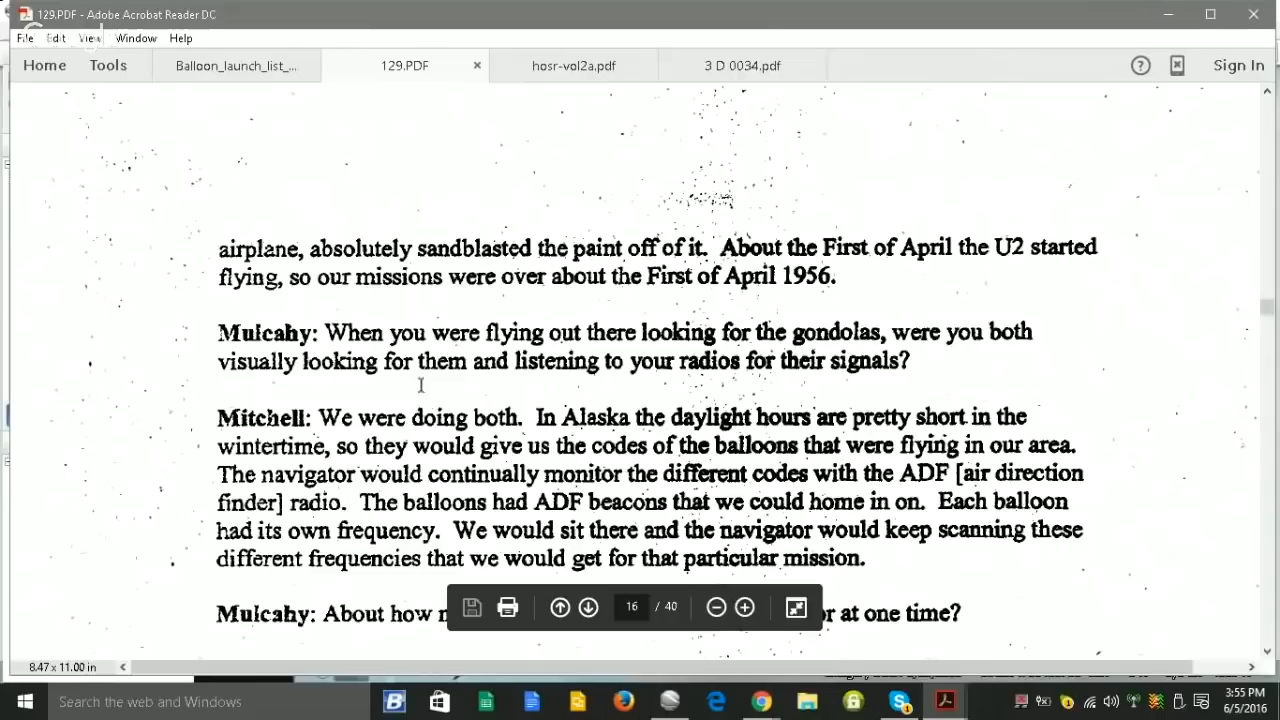 129.PDF - Adobe Acrobat Reader DC
Google
File Edit View Window Help
Home Tools Balloon_launch_list_... 129.PDF × hosr-vol2a.pdf 3 D 0034.pdf Sign In
airplane, absolutely sandblasted the paint off of it. About the First of April the U2 started
flying, so our missions were over about the First of April 1956.
Mulcahy: When you were flying out there looking for the gondolas, were you both
visually looking for them and listening to your radios for their signals?
Mitchell: We were doing both. In Alaska the daylight hours are pretty short in the
wintertime, so they would give us the codes of the balloons that were flying in our area.
The navigator would continually monitor the different codes with the ADF [air direction
finder] radio. The balloons had ADF beacons that we could home in on. Each balloon
had its own frequency. We would sit there and the navigator would keep scanning these
different frequencies that we would get for that particular mission.
Mulcahy: About how at one time?
16 / 40
8.47 x 11.00 in
Search the web and Windows
3:55 PM
6/5/2016